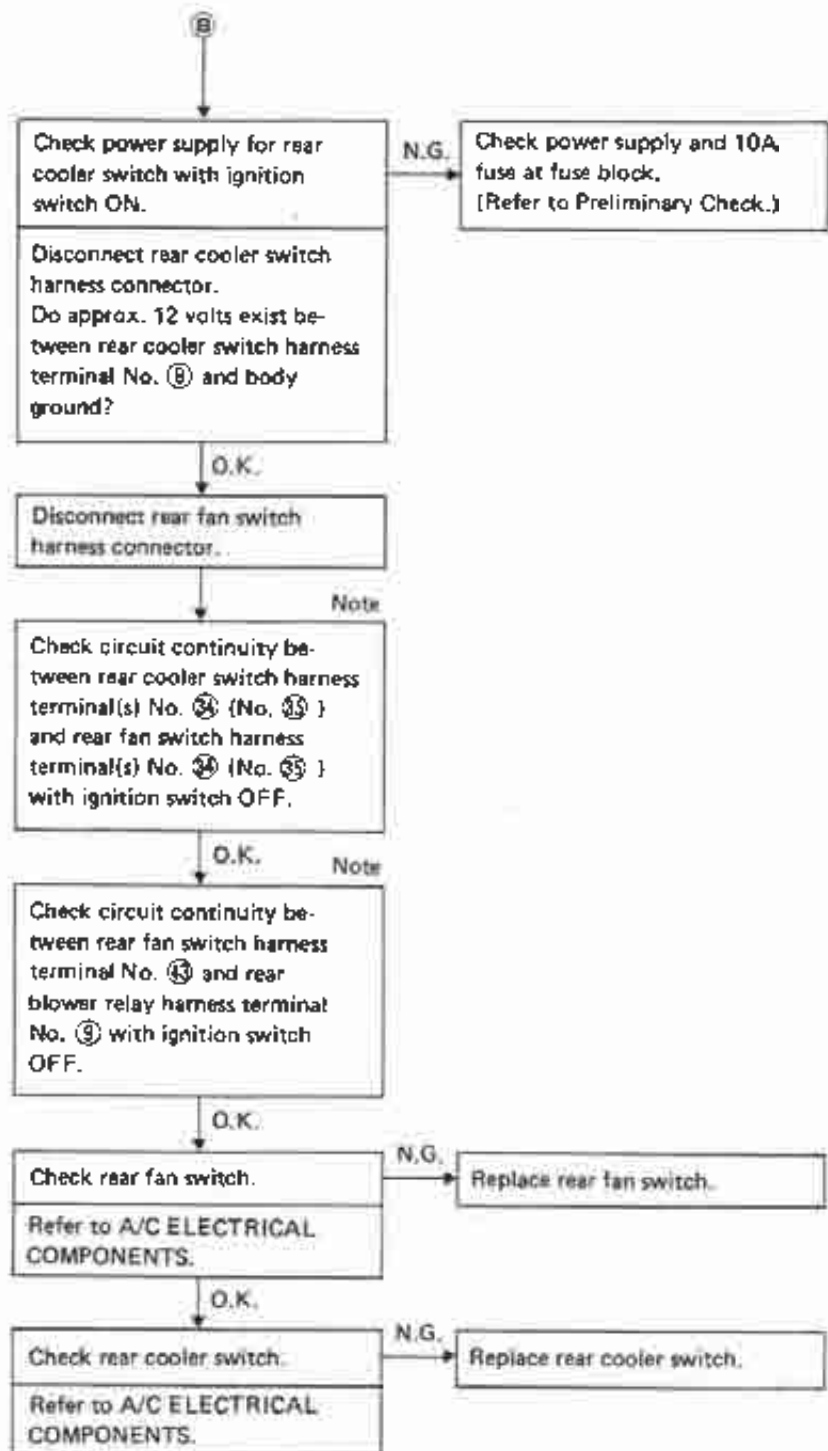 Ⓑ
Check power supply for rear
cooler switch with ignition
switch ON.
N.G.
Check power supply and 10A
fuse at fuse block.
(Refer to Preliminary Check.)
Disconnect rear cooler switch
harness connector.
Do approx. 12 volts exist be-
tween rear cooler switch harness
terminal No. ⑧ and body
ground?
O.K.
Disconnect rear fan switch
harness connector.
Note
Check circuit continuity be-
tween rear cooler switch harness
terminal(s) No. ㉞ (No. ㉟ )
and rear fan switch harness
terminal(s) No. ㉞ (No. ㉟ )
with ignition switch OFF.
O.K.
Note
Check circuit continuity be-
tween rear fan switch harness
terminal No. ㊸ and rear
blower relay harness terminal
No. ⑨ with ignition switch
OFF.
O.K.
Check rear fan switch.
N.G.
Replace rear fan switch.
Refer to A/C ELECTRICAL
COMPONENTS.
O.K.
Check rear cooler switch.
N.G.
Replace rear cooler switch.
Refer to A/C ELECTRICAL
COMPONENTS.